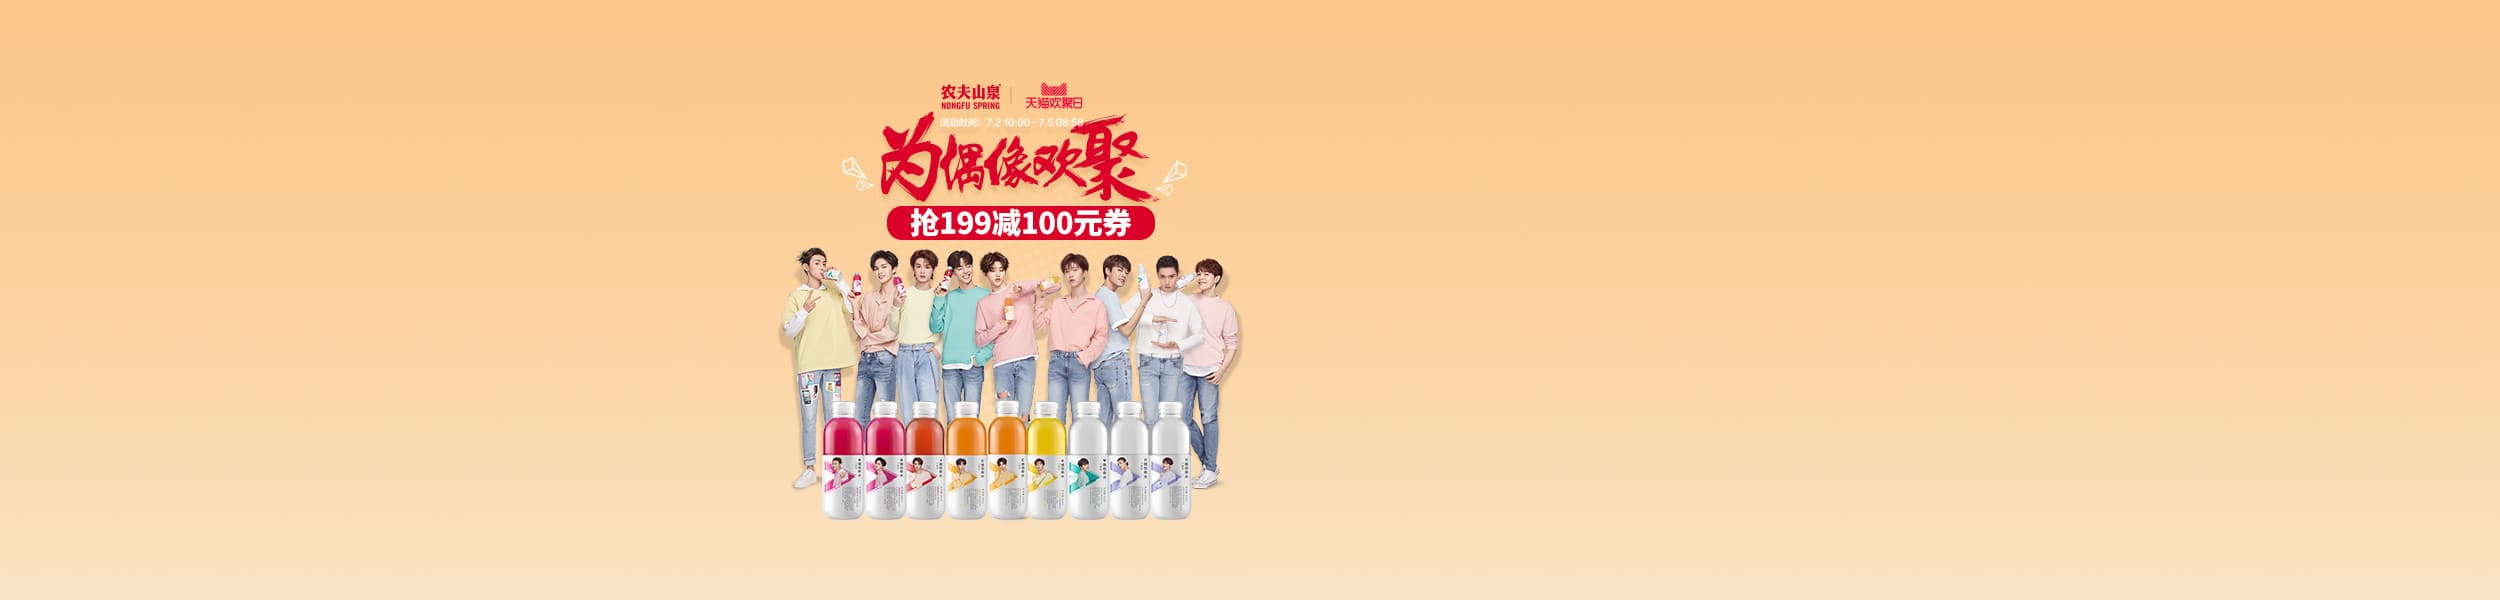 农夫山泉
NONGFU SPRING
天猫欢聚日
活动时间：7.2 10:00 - 7.5 08:59
为偶像欢聚
抢199减100元券